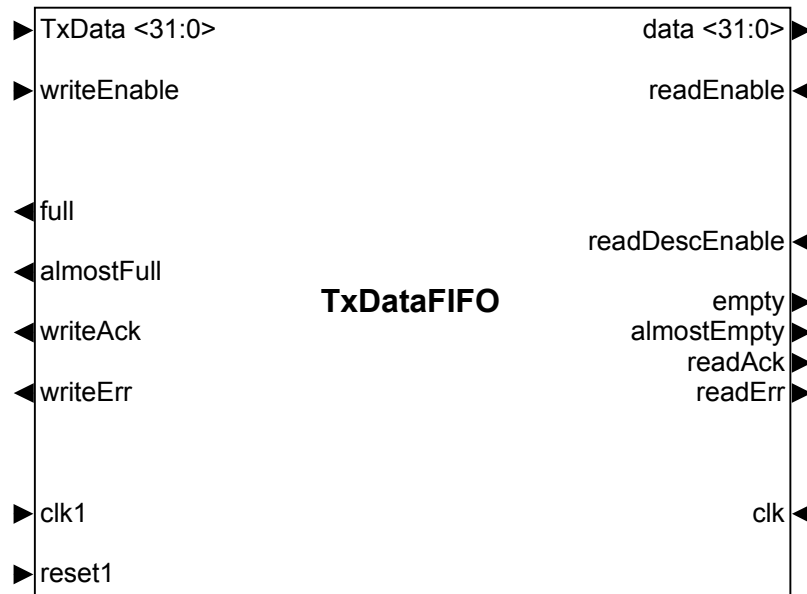 TxData <31:0>
data <31:0>
writeEnable
readEnable
full
readDescEnable
almostFull
TxDataFIFO
empty
writeAck
almostEmpty
readAck
writeErr
readErr
clk1
clk
reset1